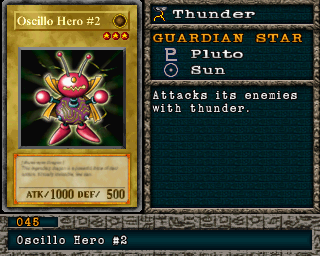 Oscillo Hero #2
ATK/1000 DEF/ 500
Thunder
GUARDIAN STAR
Pluto
Sun
Attacks its enemies
with thunder.
045
Oscillo Hero #2